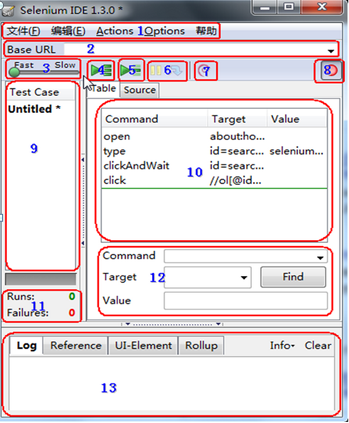 Selenium IDE 1.3.0 *
文件(F) 编辑(E) Actions 1 Options 帮助
Base URL 2
Fast Slow
3 4 5 6 7 8
Test Case
Table Source
Untitled *
9
Command Target Value
open about:ho...
type id=searc... selenium...
clickAndWait id=searc...
click //ol[@id...
10
Command
Target 12 Find
Value
Runs: 0
11
Failures: 0
Log Reference UI-Element Rollup Info Clear
13